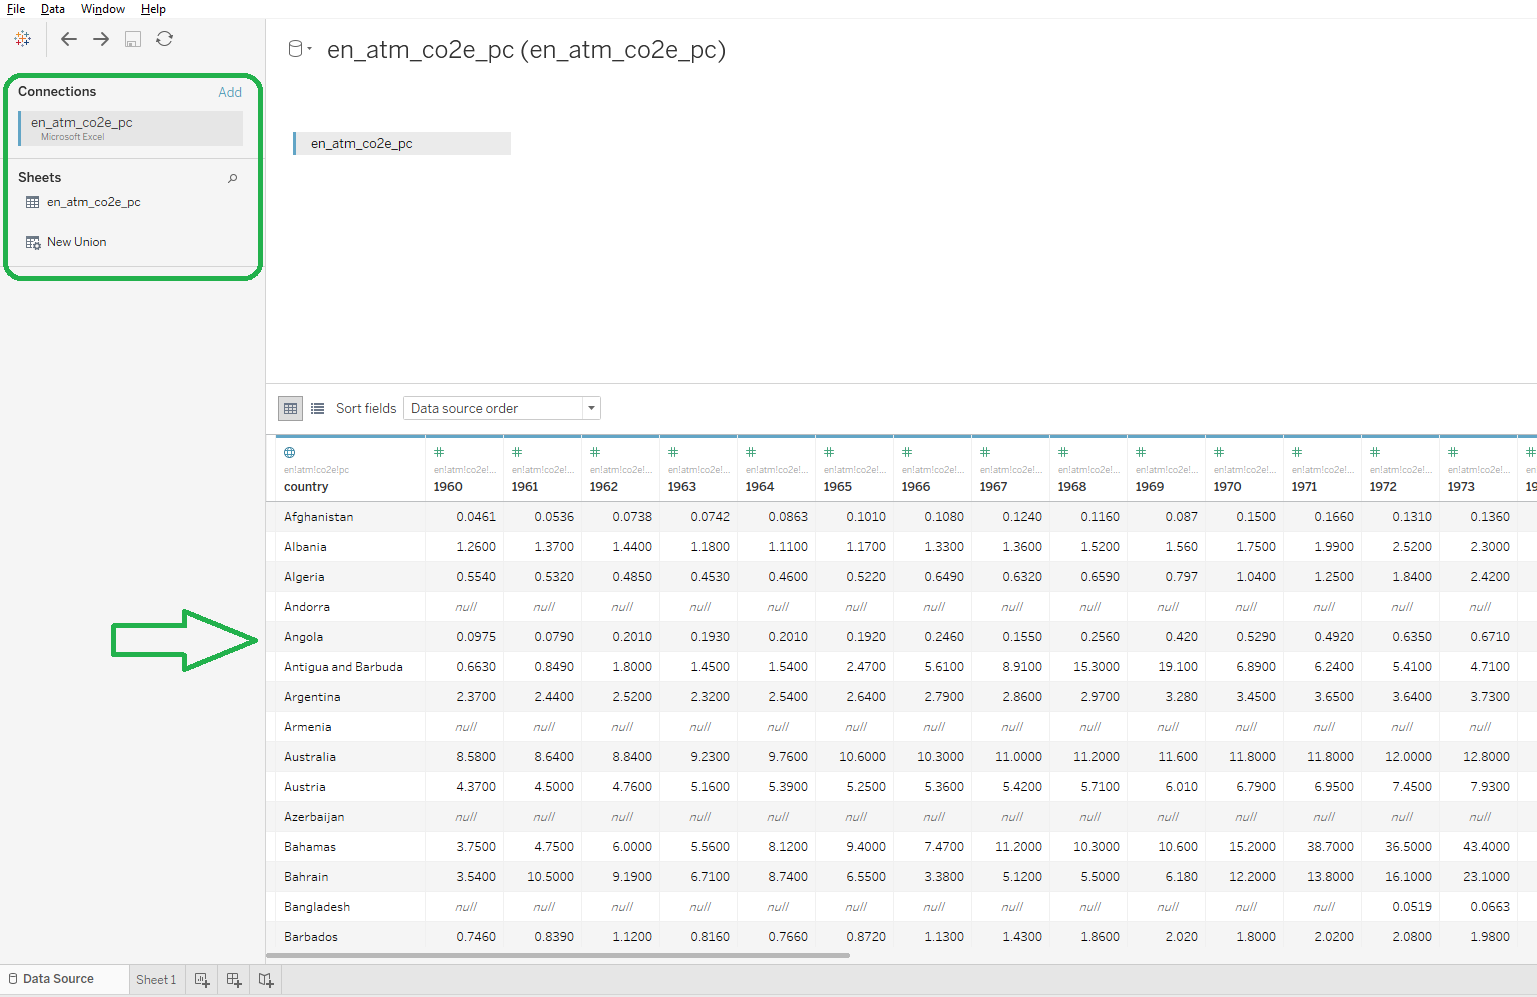 File Data Window Help
Connections Add
en_atm_co2e_pc
Microsoft Excel
Sheets
en_atm_co2e_pc
New Union
en_atm_co2e_pc (en_atm_co2e_pc)
en_atm_co2e_pc
Sort fields Data source order
en!atm!co2e!pc en!atm!co2e!... en!atm!co2e!... en!atm!co2e!... en!atm!co2e!... en!atm!co2e!... en!atm!co2e!... en!atm!co2e!... en!atm!co2e!... en!atm!co2e!... en!atm!co2e!... en!atm!co2e!... en!atm!co2e!... en!atm!co2e!... en!atm!co2e!... en!
country 1960 1961 1962 1963 1964 1965 1966 1967 1968 1969 1970 1971 1972 1973 19
Afghanistan 0.0461 0.0536 0.0738 0.0742 0.0863 0.1010 0.1080 0.1240 0.1160 0.087 0.1500 0.1660 0.1310 0.1360
Albania 1.2600 1.3700 1.4400 1.1800 1.1100 1.1700 1.3300 1.3600 1.5200 1.560 1.7500 1.9900 2.5200 2.3000
Algeria 0.5540 0.5320 0.4850 0.4530 0.4600 0.5220 0.6490 0.6320 0.6590 0.797 1.0400 1.2500 1.8400 2.4200
Andorra null null null null null null null null null null null null null null
Angola 0.0975 0.0790 0.2010 0.1930 0.2010 0.1920 0.2460 0.1550 0.2560 0.420 0.5290 0.4920 0.6350 0.6710
Antigua and Barbuda 0.6630 0.8490 1.8000 1.4500 1.5400 2.4700 5.6100 8.9100 15.3000 19.100 6.8900 6.2400 5.4100 4.7100
Argentina 2.3700 2.4400 2.5200 2.3200 2.5400 2.6400 2.7900 2.8600 2.9700 3.280 3.4500 3.6500 3.6400 3.7300
Armenia null null null null null null null null null null null null null null
Australia 8.5800 8.6400 8.8400 9.2300 9.7600 10.6000 10.3000 11.0000 11.2000 11.600 11.8000 11.8000 12.0000 12.8000
Austria 4.3700 4.5000 4.7600 5.1600 5.3900 5.2500 5.3600 5.4200 5.7100 6.010 6.7900 6.9500 7.4500 7.9300
Azerbaijan null null null null null null null null null null null null null null
Bahamas 3.7500 4.7500 6.0000 5.5600 8.1200 9.4000 7.4700 11.2000 10.3000 10.600 15.2000 38.7000 36.5000 43.4000
Bahrain 3.5400 10.5000 9.1900 6.7100 8.7400 6.5500 3.3800 5.1200 5.5000 6.180 12.2000 13.8000 16.1000 23.1000
Bangladesh null null null null null null null null null null null null 0.0519 0.0663
Barbados 0.7460 0.8390 1.1200 0.8160 0.7660 0.8720 1.1300 1.4300 1.8600 2.020 1.8000 2.0200 2.0800 1.9800
Data Source Sheet 1